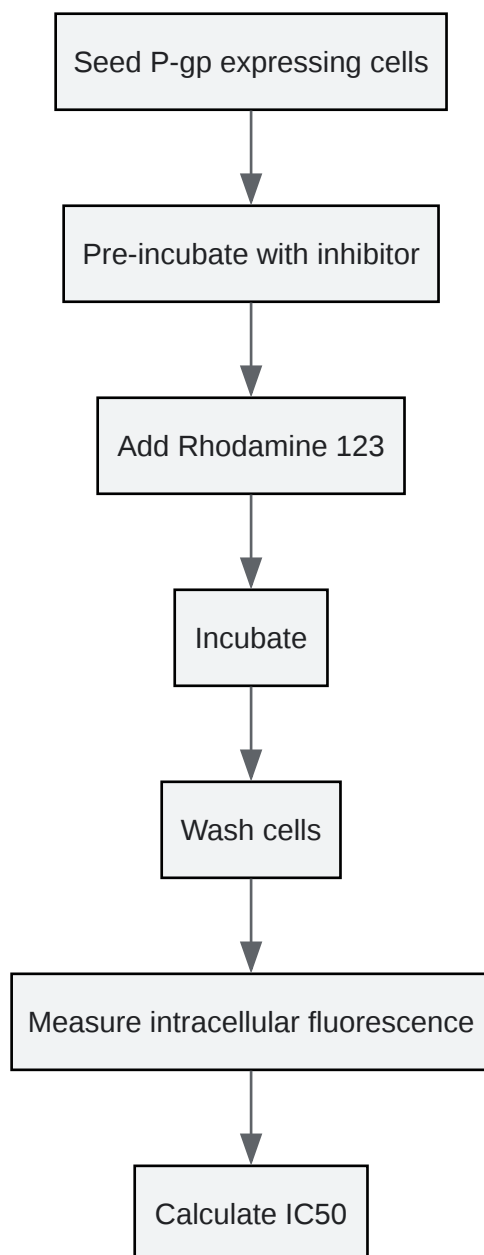 Seed P-gp expressing cells
Pre-incubate with inhibitor
Add Rhodamine 123
Incubate
Wash cells
Measure intracellular fluorescence
Calculate IC50